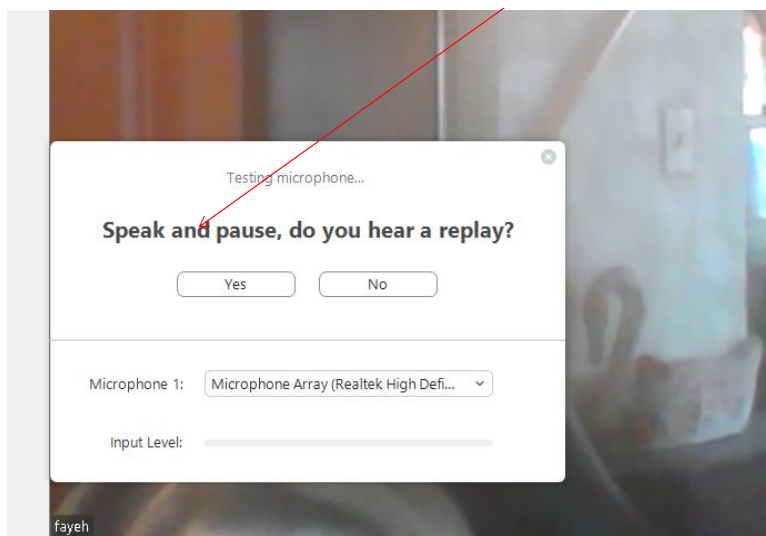 Testing microphone...
Speak and pause, do you hear a replay?
Yes No
Microphone 1: Microphone Array (Realtek High Defi...
Input Level:
fayeh